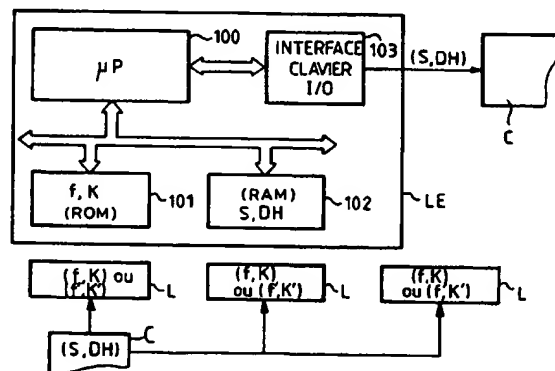 100
μP
INTERFACE 103
CLAVIER
I/O
(S,DH)
C
f, K
(ROM)
101
(RAM)
S, DH
102
LE
(f,K) ou
(f',K')
L
(f,K)
ou (f',K')
L
(f,K)
ou (f,K')
L
(S,DH)
C